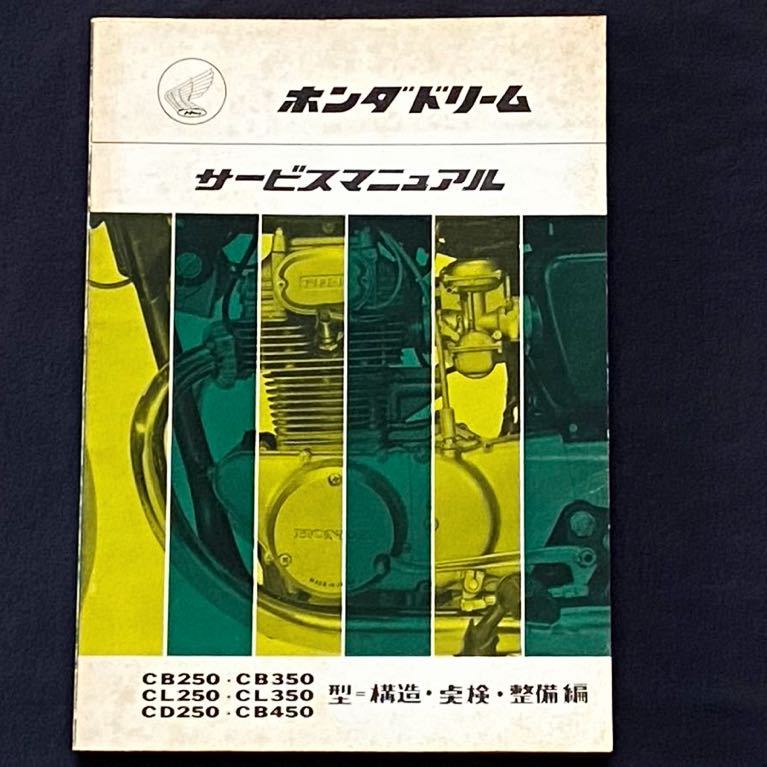 ホンダドリーム
サービスマニュアル
HONDA
CB250・CB350
CL250・CL350
CD250・CB450
型=構造・点検・整備編